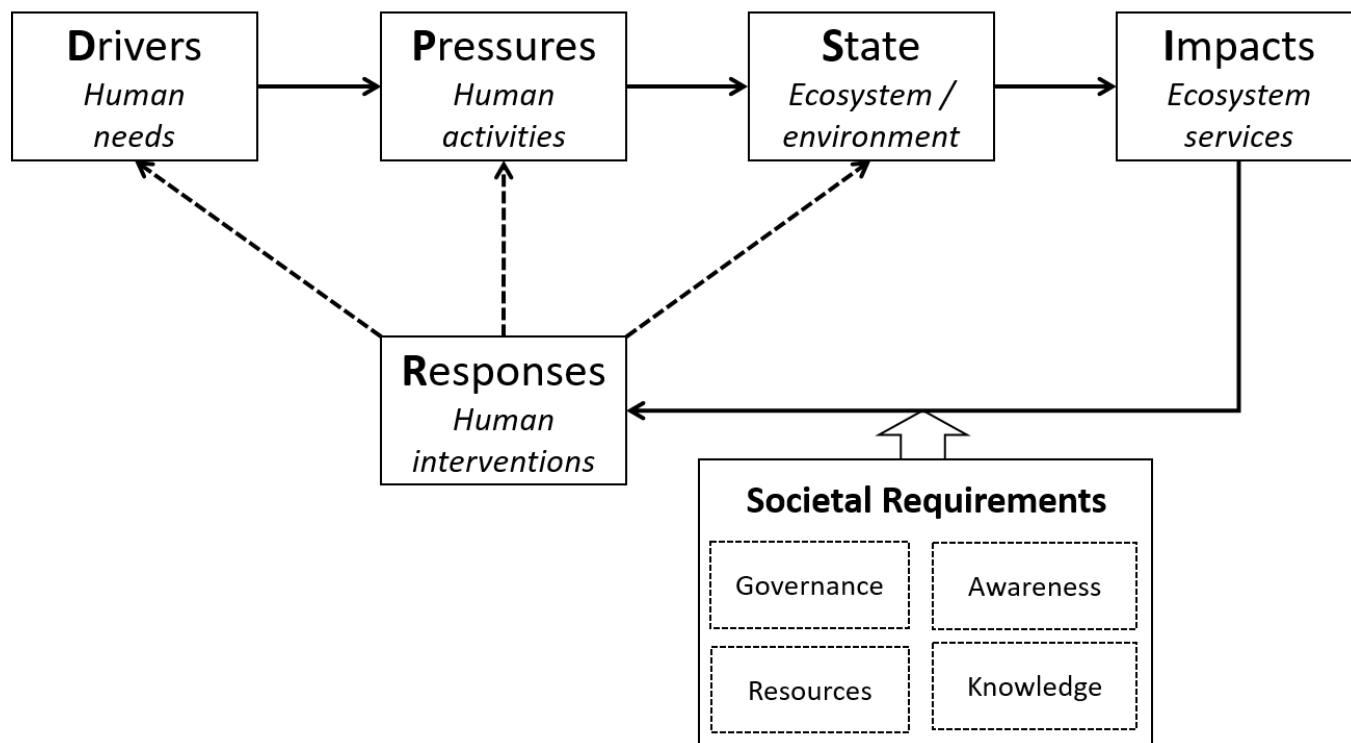 Drivers
Human
needs
Pressures
Human
activities
State
Ecosystem /
environment
Impacts
Ecosystem
services
Responses
Human
interventions
Societal Requirements
Governance
Awareness
Resources
Knowledge